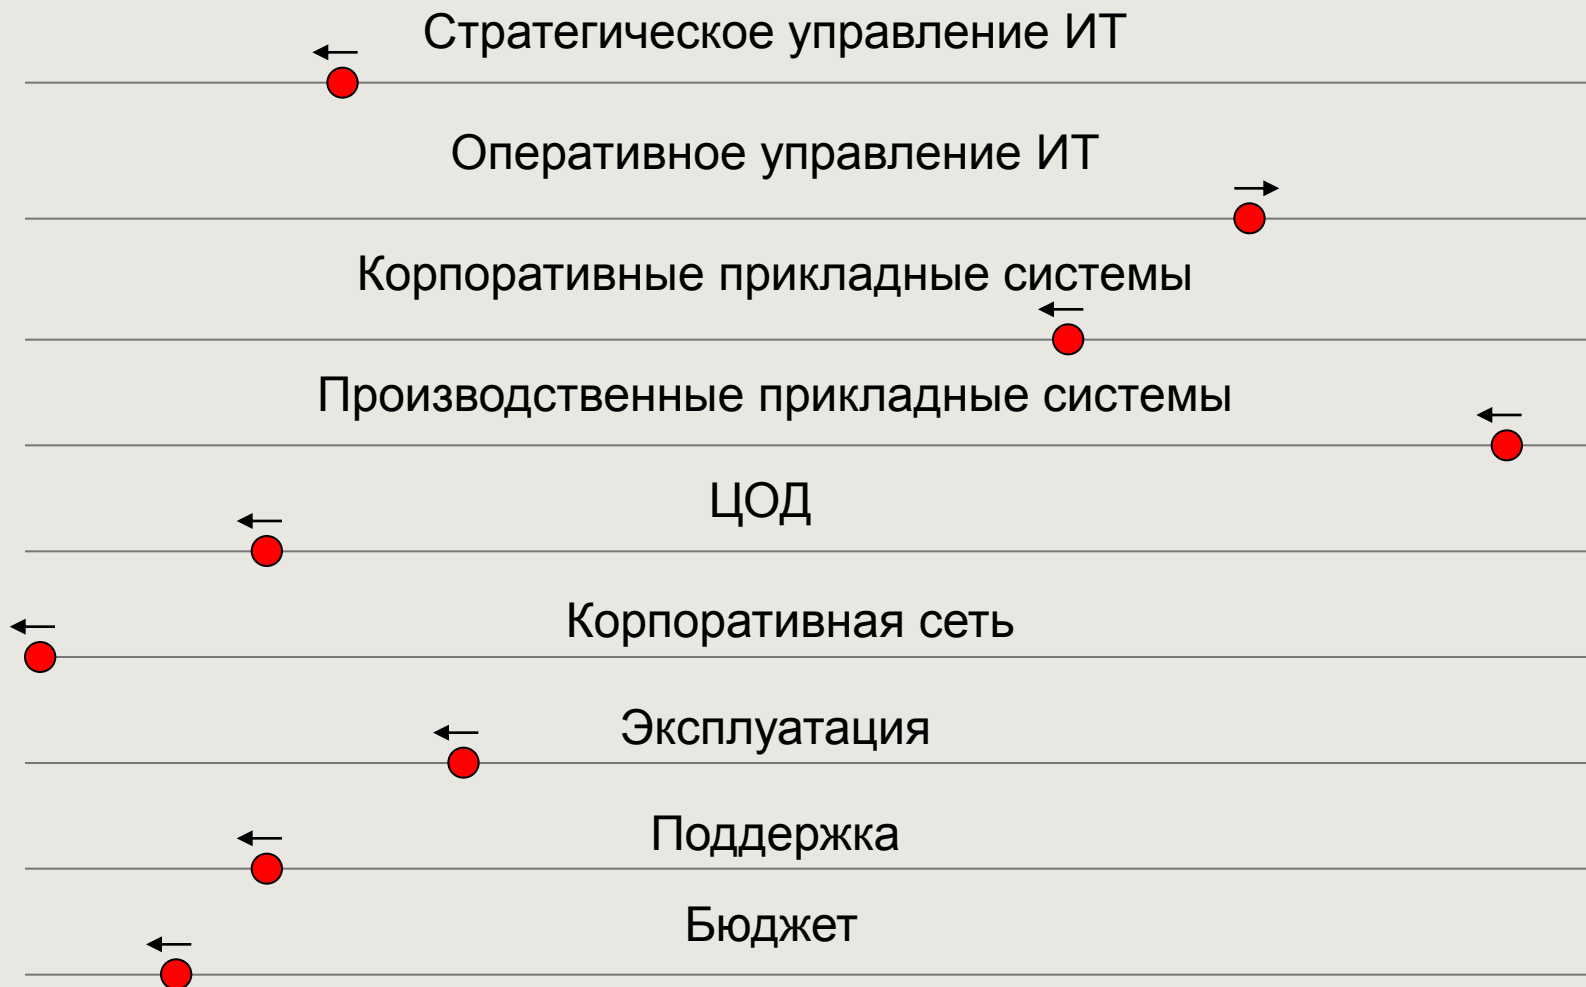 Стратегическое управление ИТ
Оперативное управление ИТ
Корпоративные прикладные системы
Производственные прикладные системы
ЦОД
Корпоративная сеть
Эксплуатация
Поддержка
Бюджет